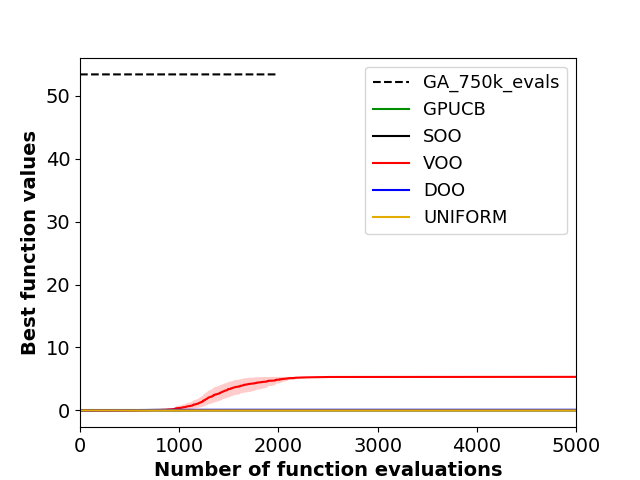 GA_750k_evals
GPUCB
SOO
VOO
DOO
UNIFORM
50
40
30
20
10
0
Best function values
0 1000 2000 3000 4000 5000
Number of function evaluations